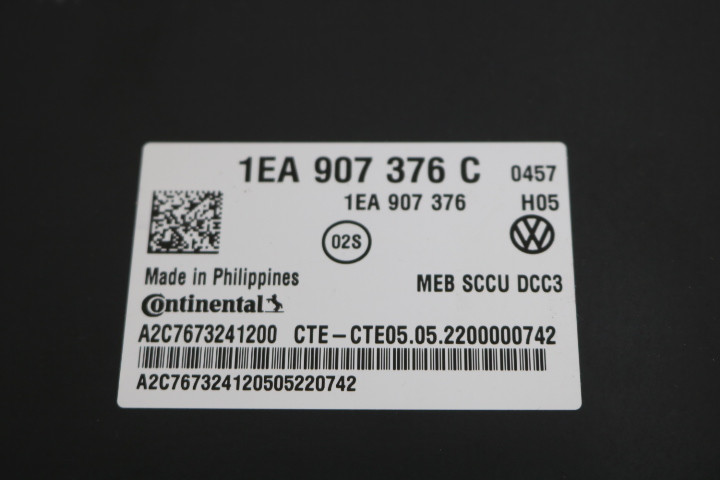 1EA 907 376 C 0457
1EA 907 376 H05
02S
Made in Philippines
MEB SCCU DCC3
Continental
A2C7673241200 CTE-CTE05.05.2200000742
A2C767324120505220742